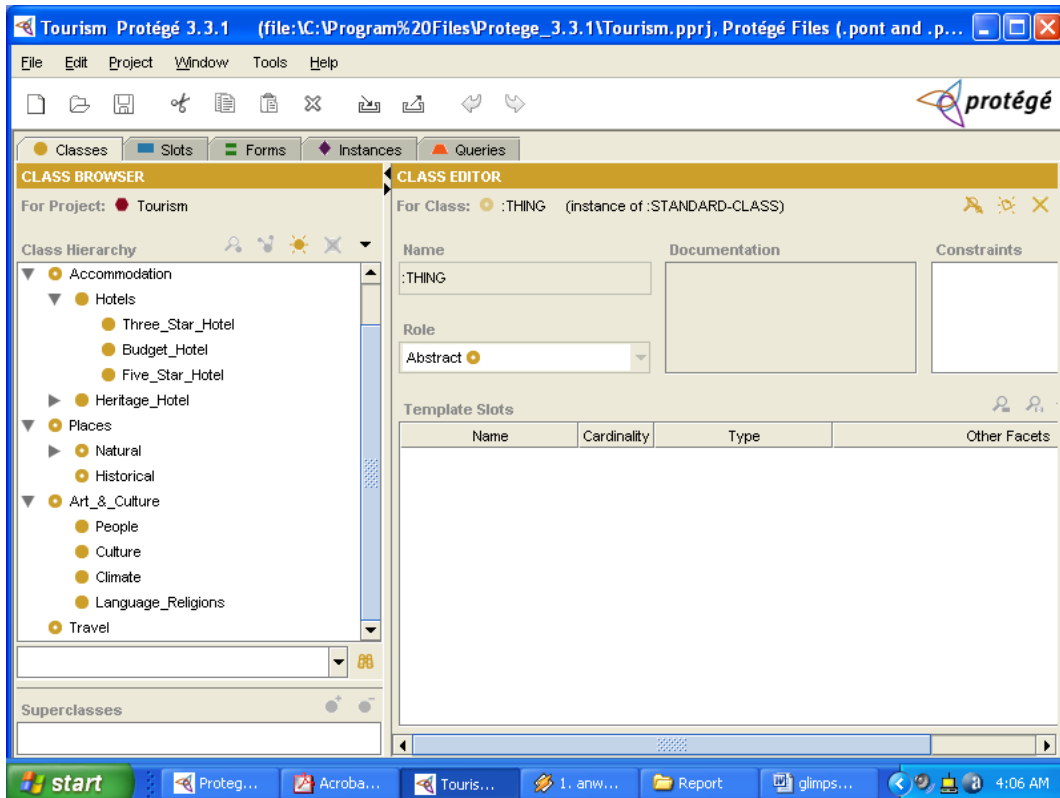 Tourism Protégé 3.3.1 (file:\C:\Program%20Files\Protege_3.3.1\Tourism.pprj, Protégé Files (.pont and .p...
File Edit Project Window Tools Help
protégé
Classes Slots Forms Instances Queries
CLASS BROWSER
For Project: Tourism
Class Hierarchy
Accommodation
Hotels
Three_Star_Hotel
Budget_Hotel
Five_Star_Hotel
Heritage_Hotel
Places
Natural
Historical
Art_&_Culture
People
Culture
Climate
Language_Religions
Travel
Superclasses
CLASS EDITOR
For Class: :THING (instance of :STANDARD-CLASS)
Name Documentation Constraints
:THING
Role
Abstract
Template Slots
Name Cardinality Type Other Facets
start Proteg... Acroba... Touris... 1. anw... Report glimps... 4:06 AM